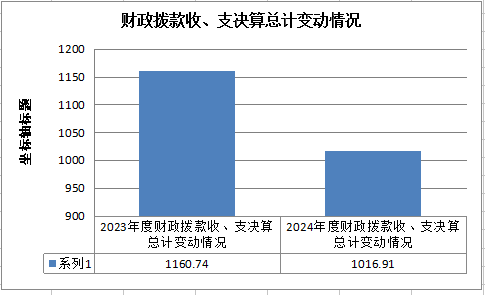 财政拨款收、支决算总计变动情况
坐标轴标题
1200
1150
1100
1050
1000
950
900
2023年度财政拨款收、支决算
总计变动情况
2024年度财政拨款收、支决算
总计变动情况
系列1
1160.74
1016.91